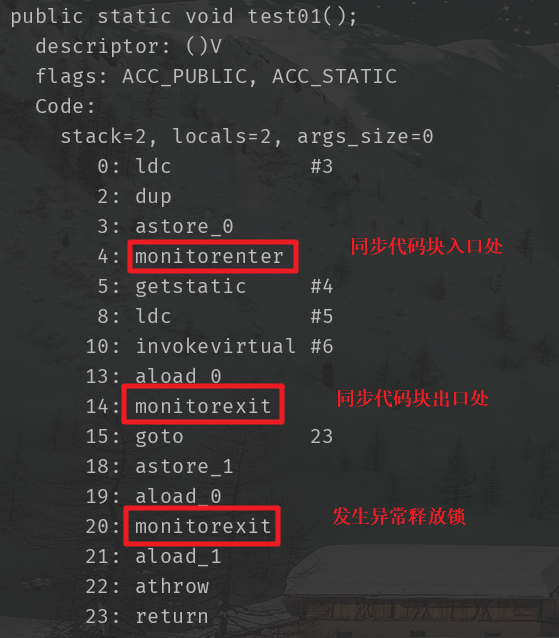 public static void test01();
descriptor: ()V
flags: ACC_PUBLIC, ACC_STATIC
Code:
stack=2, locals=2, args_size=0
0: ldc #3
2: dup
3: astore_0
4: monitorenter 同步代码块入口处
5: getstatic #4
8: ldc #5
10: invokevirtual #6
13: aload_0
14: monitorexit 同步代码块出口处
15: goto 23
18: astore_1
19: aload_0
20: monitorexit 发生异常释放锁
21: aload_1
22: athrow
23: return